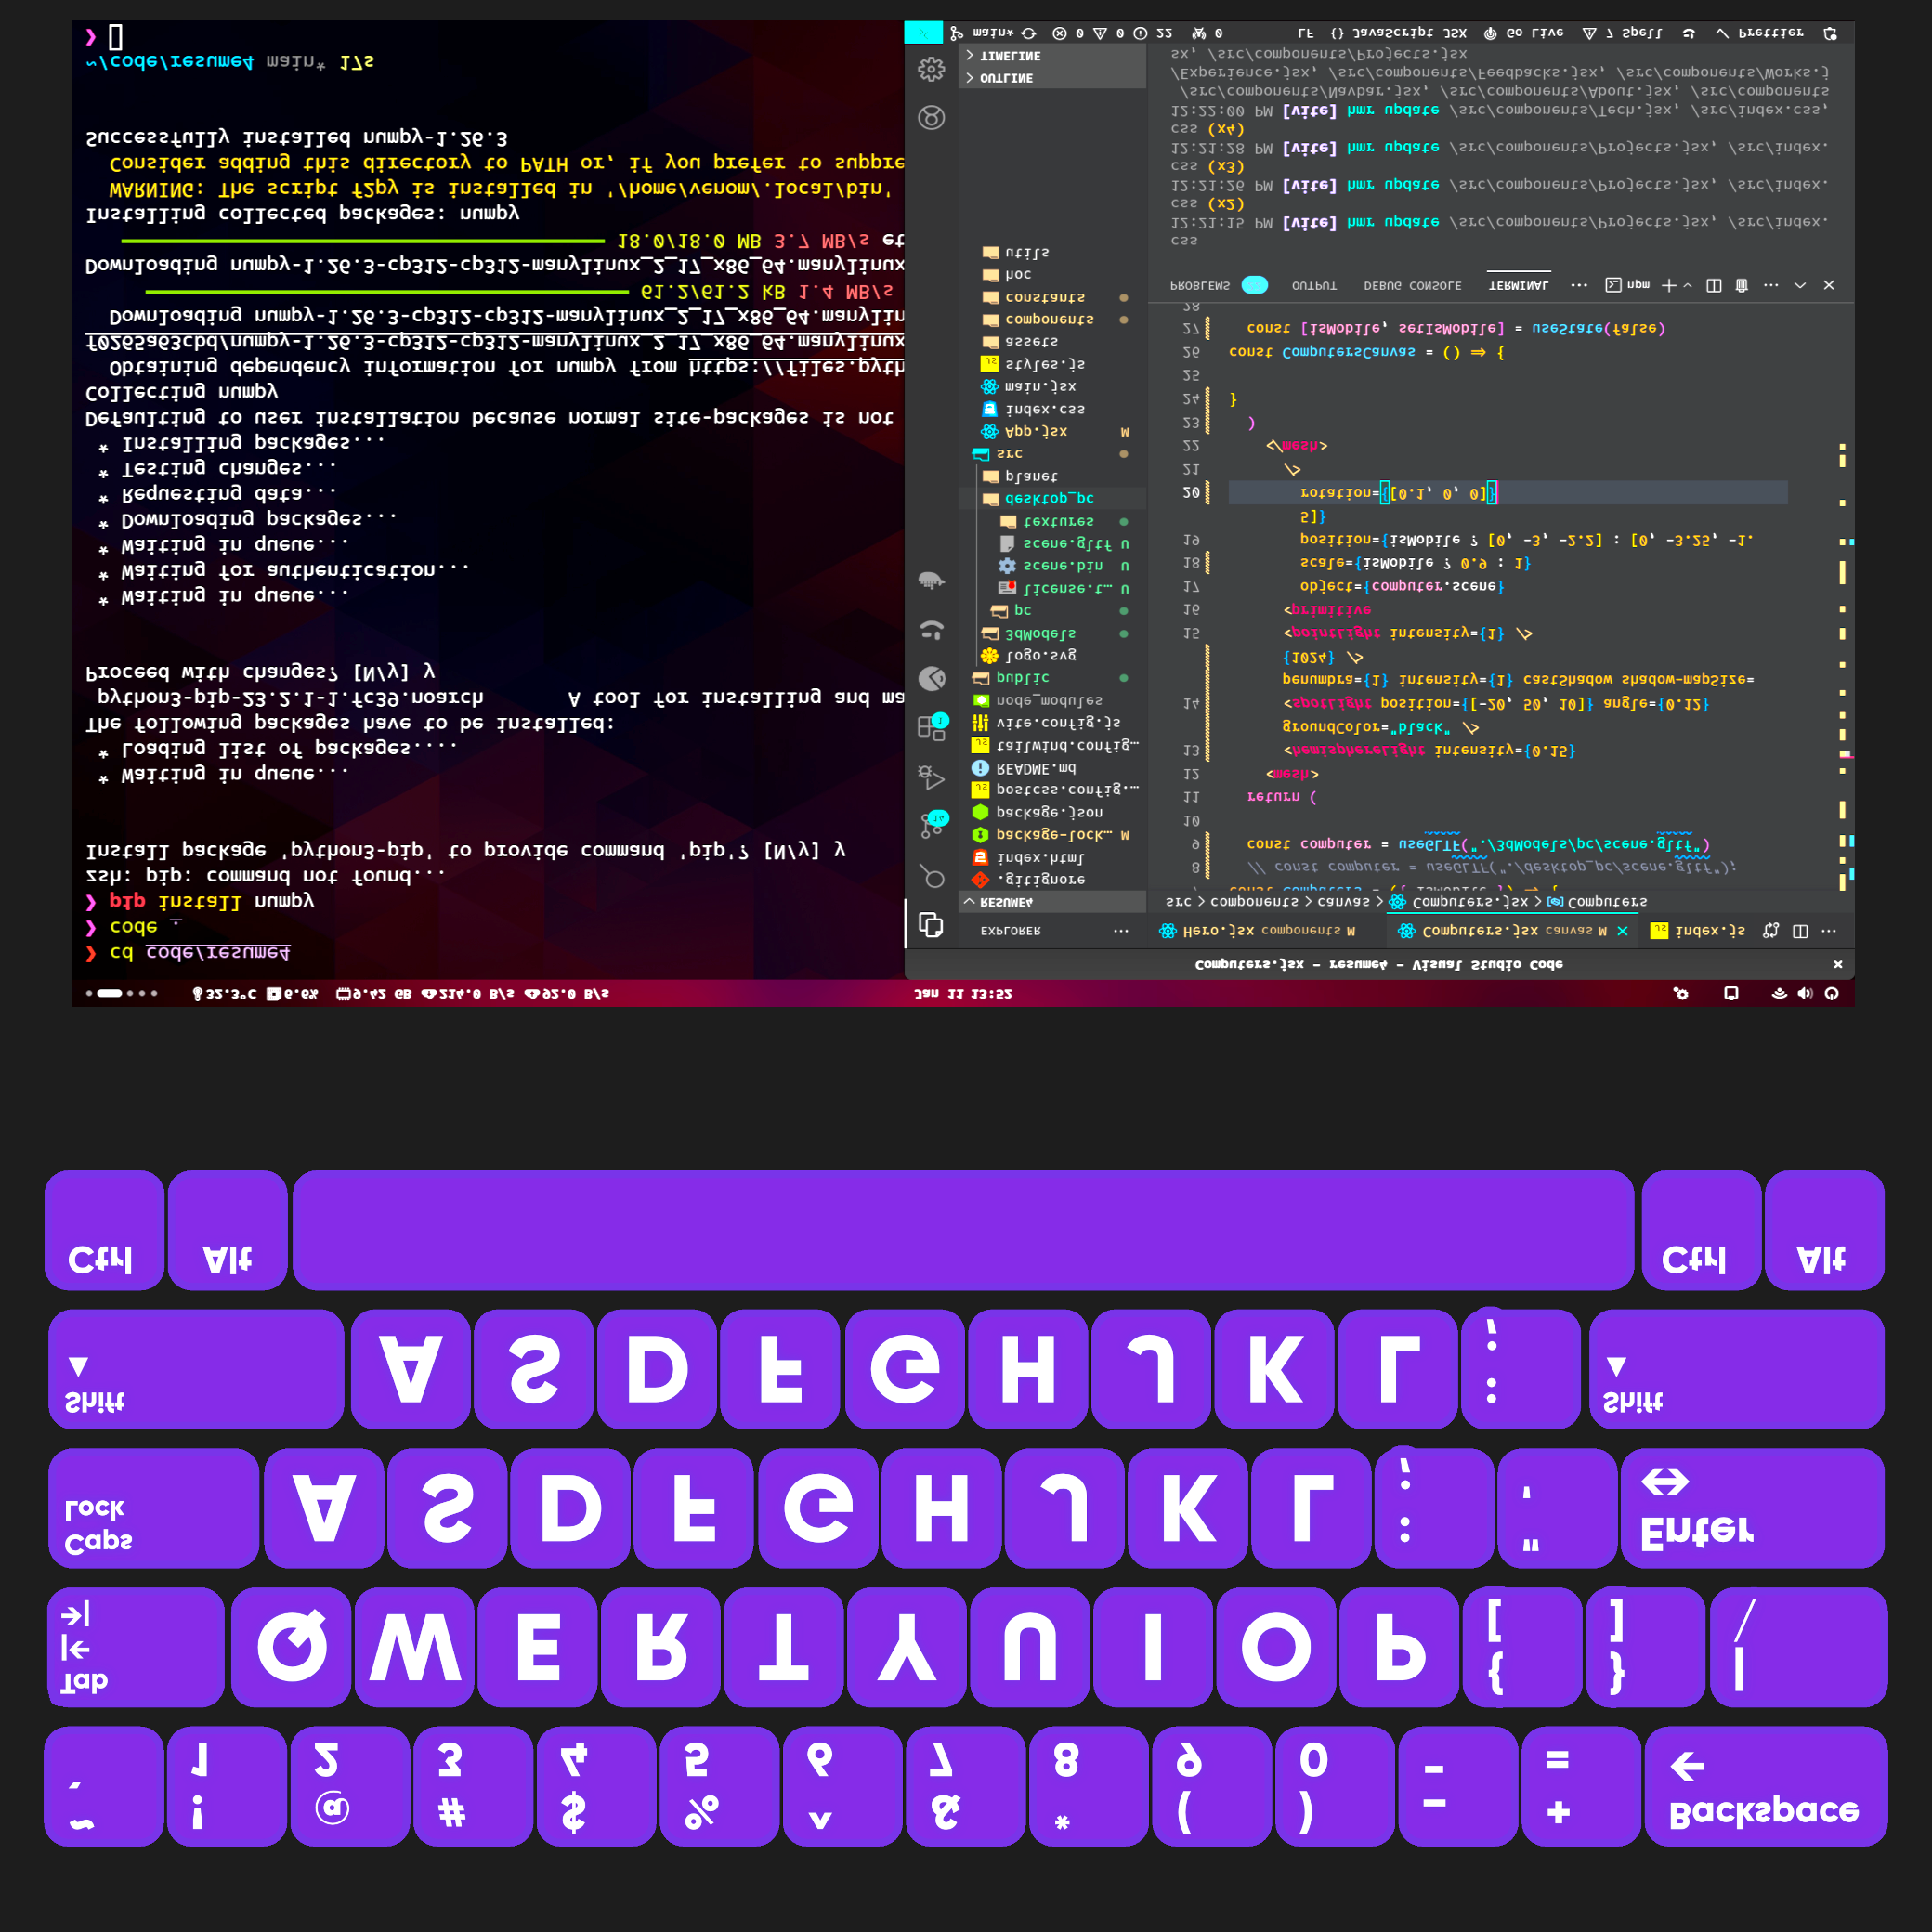 ~ ! @ # $ % ^ & * ( ) - + Backspace
` 1 2 3 4 5 6 7 8 9 0 - = ←
Tab Q W E R T Y U I O P { } |
[ ] \
Caps Lock A S D F G H J K L : " Enter
; '
Shift A S D F G H J K L : Shift
;
Ctrl Alt Ctrl Alt
32.3°C 6.6% 9.42 GB 214.0 B/s 92.0 B/s
Jan 11 13:52
❯ cd code/resume4
❯ code .
❯ pip install numpy
zsh: pip: command not found...
Install package 'python3-pip' to provide command 'pip'? [N/y] y
* Waiting in queue...
* Loading list of packages....
The following packages have to be installed:
python3-pip-23.2.1-1.fc39.noarch A tool for installing and ma
Proceed with changes? [N/y] y
* Waiting in queue...
* Waiting for authentication...
* Waiting in queue...
* Downloading packages...
* Requesting data...
* Testing changes...
* Installing packages...
Defaulting to user installation because normal site-packages is not
Collecting numpy
Obtaining dependency information for numpy from https://files.pyth
f0265a63cbd/numpy-1.26.3-cp312-cp312-manylinux_2_17_x86_64.manylinux
Downloading numpy-1.26.3-cp312-cp312-manylinux_2_17_x86_64.manylin
61.2/61.2 kB 1.4 MB/s
Downloading numpy-1.26.3-cp312-cp312-manylinux_2_17_x86_64.manylinux
18.0/18.0 MB 3.7 MB/s et
Installing collected packages: numpy
WARNING: The script f2py is installed in '/home/venom/.local/bin'
Consider adding this directory to PATH or, if you prefer to suppre
Successfully installed numpy-1.26.3
~/code/resume4 main* 17s
❯
Computers.jsx - resume4 - Visual Studio Code
EXPLORER ...
RESUME4
.gitignore
index.html
package-lock... M
package.json
postcss.config....
README.md
tailwind.config...
vite.config.js
node_modules
public
logo.svg
3dModels
pc
license.t... U
scene.bin U
scene.gltf U
textures
desktop_pc
planet
src
App.jsx M
index.css
main.jsx
styles.js
assets
components
constants
hoc
utils
OUTLINE
TIMELINE
Hero.jsx components M
Computers.jsx canvas M
index.js
src > components > canvas > Computers.jsx > Computers
8 // const computer = useGLTF("./desktop_pc/scene.gltf");
9 const computer = useGLTF("./3dModels/pc/scene.gltf")
10
11 return (
12 <mesh>
13 <hemisphereLight intensity={0.15}
groundColor="black" />
14 <spotLight position={[-20, 50, 10]} angle={0.12}
penumbra={1} intensity={1} castShadow shadow-mapSize=
{1024} />
15 <pointLight intensity={1} />
16 <primitive
17 object={computer.scene}
18 scale={isMobile ? 0.9 : 1}
19 position={isMobile ? [0, -3, -2.2] : [0, -3.25, -1.
5]}
20 rotation={[0.1, 0, 0]}
21 />
22 </mesh>
23 )
24 }
25
26 const ComputersCanvas = () => {
27 const [isMobile, setIsMobile] = useState(false)
28
PROBLEMS OUTPUT DEBUG CONSOLE TERMINAL ... npm
css
12:21:15 PM [vite] hmr update /src/components/Projects.jsx, /src/index.
css (x2)
12:21:26 PM [vite] hmr update /src/components/Projects.jsx, /src/index.
css (x3)
12:21:28 PM [vite] hmr update /src/components/Projects.jsx, /src/index.
css (x4)
12:22:00 PM [vite] hmr update /src/components/Tech.jsx, /src/index.css,
/src/components/Navbar.jsx, /src/components/About.jsx, /src/components
/Experience.jsx, /src/components/Feedbacks.jsx, /src/components/Works.j
sx, /src/components/Projects.jsx
main* 0 0 22 0 LF {} JavaScript JSX Go Live 7 Spell Prettier